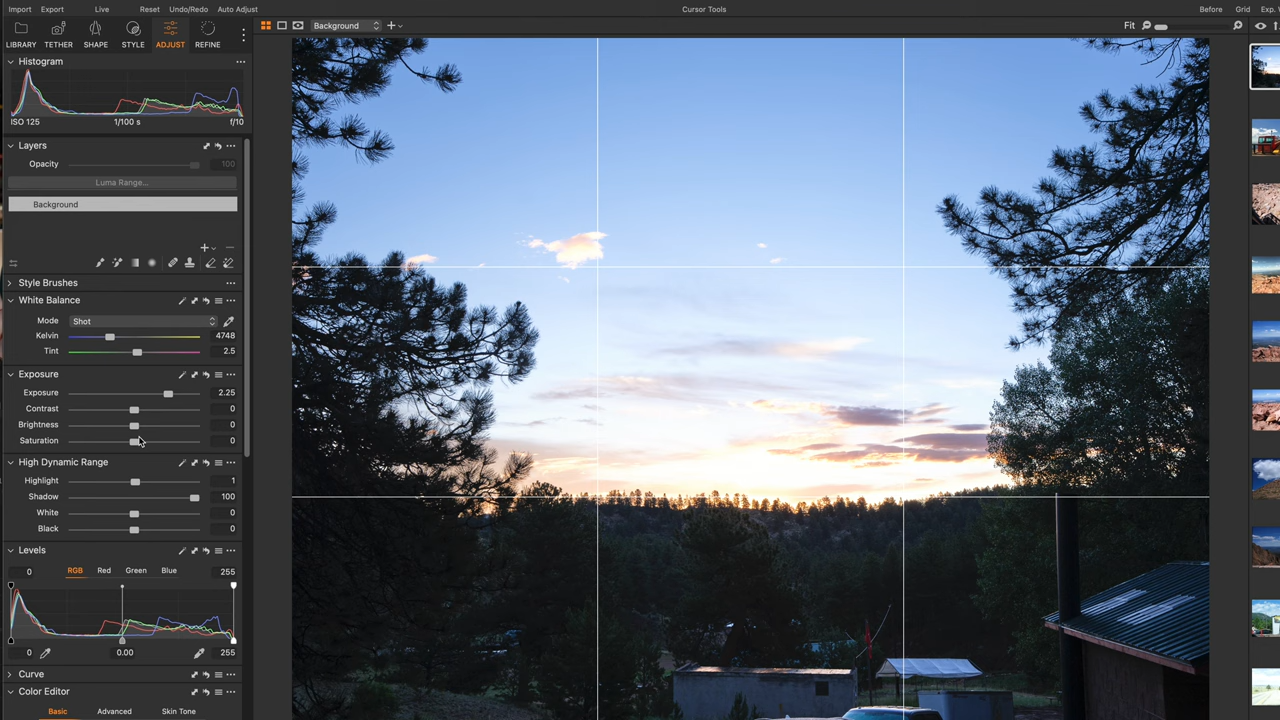 Import Export Live Reset Undo/Redo Auto Adjust Cursor Tools Before Grid Exp.
LIBRARY TETHER SHAPE STYLE ADJUST REFINE
Background
Fit
Histogram
ISO 125 1/100 s f/10
Layers
Opacity 100
Luma Range...
Background
Style Brushes
White Balance
Mode Shot
Kelvin 4748
Tint 2.5
Exposure
Exposure 2.25
Contrast 0
Brightness 0
Saturation 0
High Dynamic Range
Highlight 1
Shadow 100
White 0
Black 0
Levels
0 RGB Red Green Blue 255
0 0.00 255
Curve
Color Editor
Basic Advanced Skin Tone